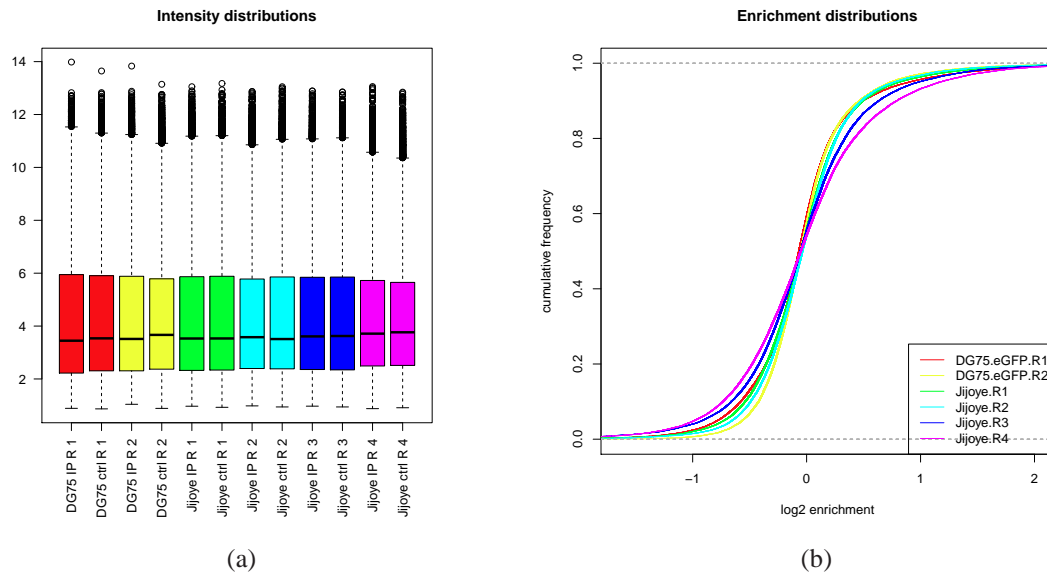 Intensity distributions
14
12
10
8
6
4
2
DG75 IP R 1
DG75 ctrl R 1
DG75 IP R 2
DG75 ctrl R 2
Jijoye IP R 1
Jijoye ctrl R 1
Jijoye IP R 2
Jijoye ctrl R 2
Jijoye IP R 3
Jijoye ctrl R 3
Jijoye IP R 4
Jijoye ctrl R 4
(a)
Enrichment distributions
cumulative frequency
1.0
0.8
0.6
0.4
0.2
0.0
DG75.eGFP.R1
DG75.eGFP.R2
Jijoye.R1
Jijoye.R2
Jijoye.R3
Jijoye.R4
−1 0 1 2
log2 enrichment
(b)